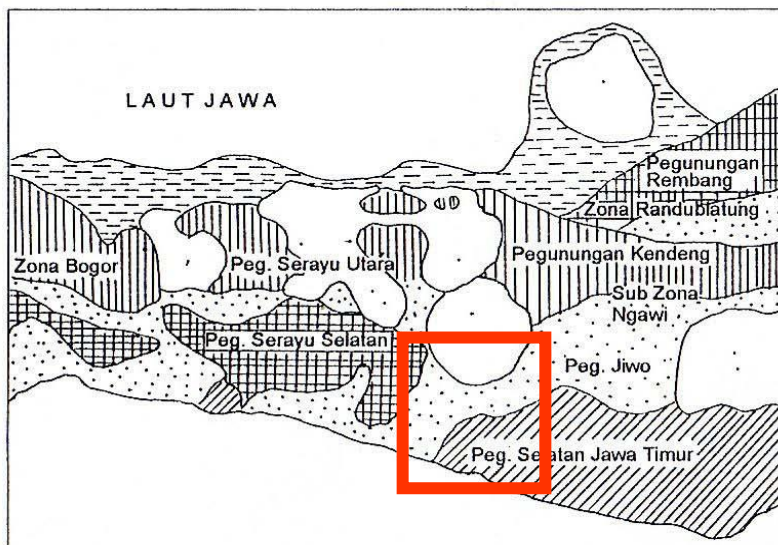 LAUT JAWA
Pegunungan
Rembang
Zona Randublatung
Zona Bogor
Peg. Serayu Utara
Pegunungan Kendeng
Sub Zona
Ngawi
Peg. Serayu Selatan
Peg. Jiwo
Peg. Selatan Jawa Timur